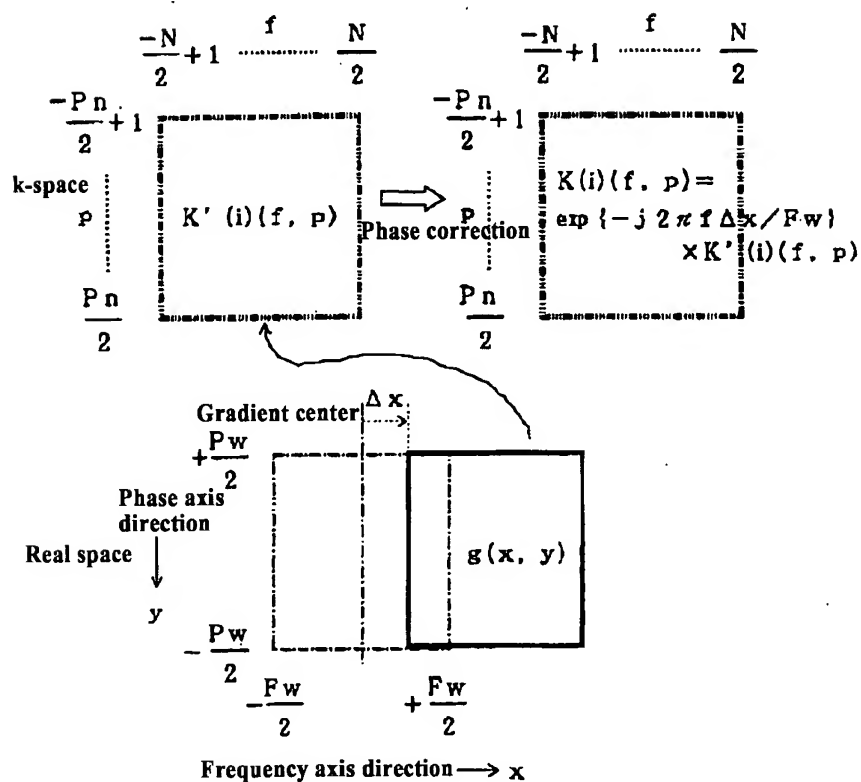 f
-N/2 + 1 ........ N/2
-Pn/2 + 1
k-space
p
Pn/2
K'(i)(f, p)
Phase correction
f
-N/2 + 1 ........ N/2
-Pn/2 + 1
p
Pn/2
K(i)(f, p)=
exp {-j 2 π f Δx/Fw}
×K'(i)(f, p)
Gradient center
Δx
+Pw/2
Phase axis
direction
Real space
y
g(x, y)
-Pw/2
-Fw/2
+Fw/2
Frequency axis direction → x